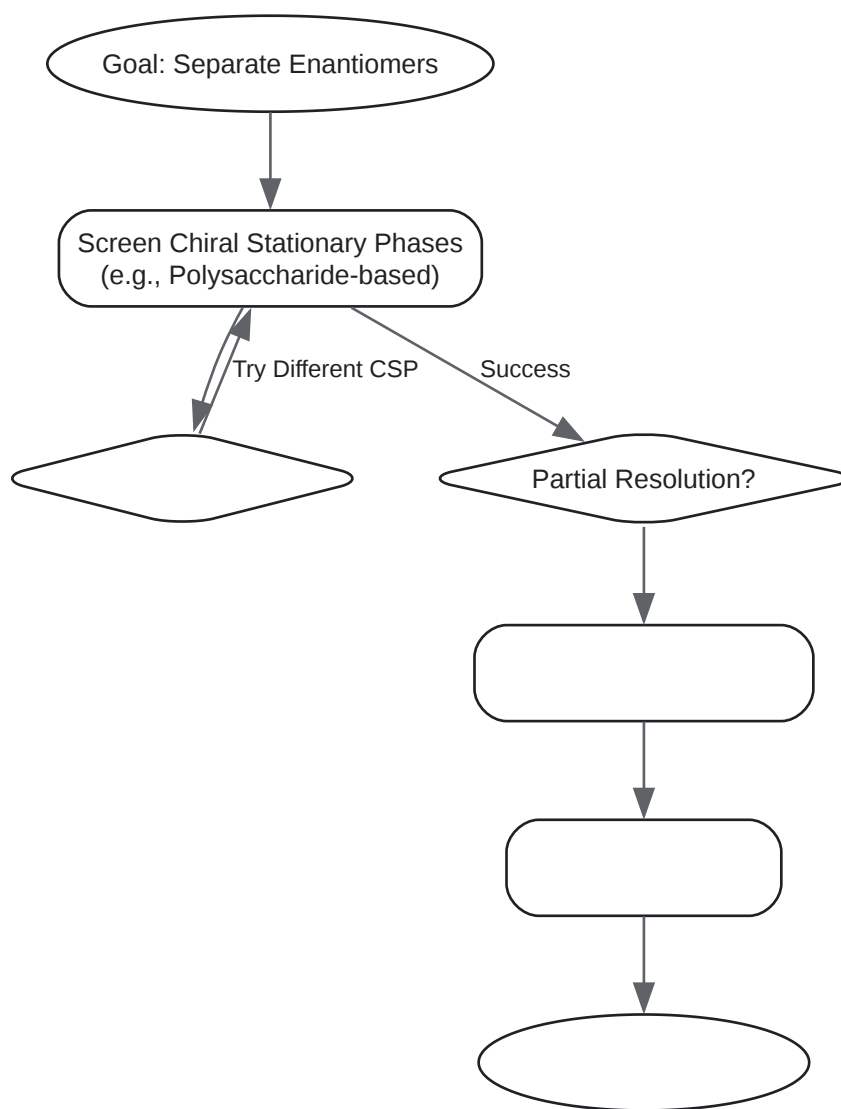 Goal: Separate Enantiomers
Screen Chiral Stationary Phases
(e.g., Polysaccharide-based)
Try Different CSP
Success
Partial Resolution?